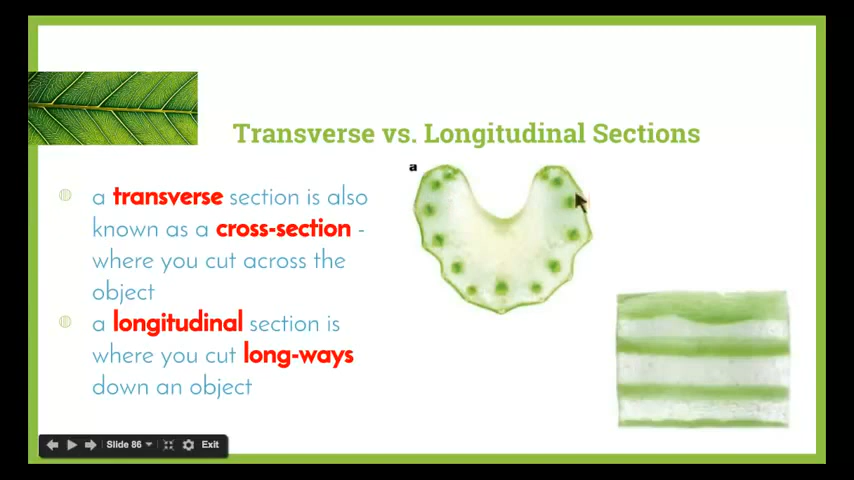 Transverse vs. Longitudinal Sections
a
a transverse section is also
known as a cross-section -
where you cut across the
object
a longitudinal section is
where you cut long-ways
down an object
Slide 86
Exit